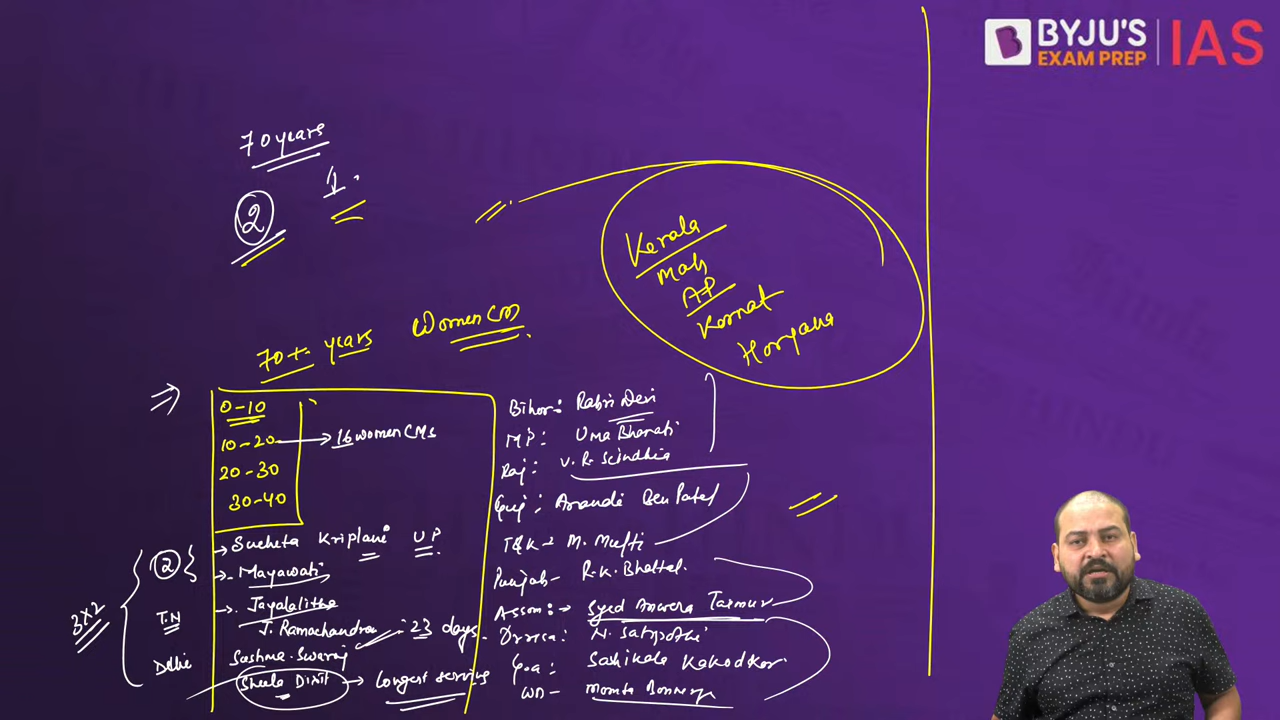 BYJU'S
EXAM PREP
IAS
70 years
2 1.
Kerala
Mah
AP
Karnat
Haryana
70+ years Women CM
0-10
10-20 → 16 women CMs
20-30
30-40
→ Sucheta Kriplani UP
2 → Mayawati
3x2
T.N → Jayalalitha
J. Ramachandran : 23 days
Delhi Sushma Swaraj
Sheela Dixit → longest serving
Bihar: Rabri Devi
MP: Uma Bharati
Raj: V. R. Scindhia
Guj: Anandi Ben Patel
J&K → M. Mufti
Punjab- R.K. Bhattal.
Assam: → Syed Anwera Taimur
Orissa: N. Satpathi
Goa: Sashikala Kakodkar
WB - Mamta Bannerje